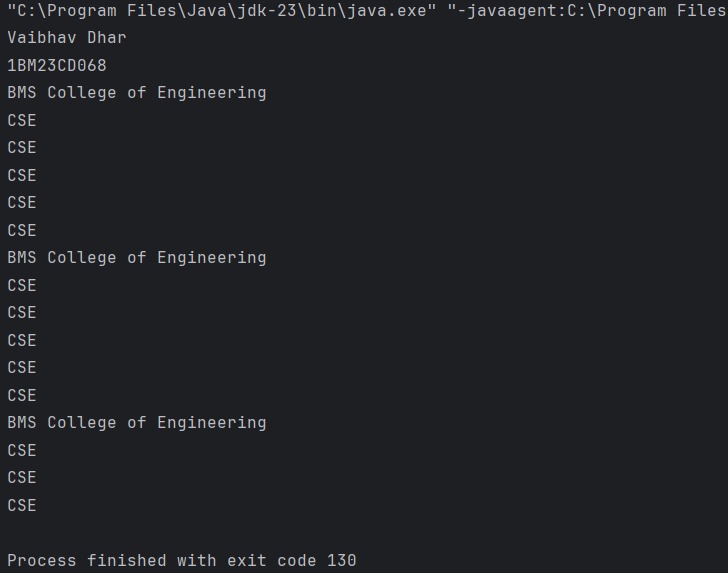 "C:\Program Files\Java\jdk-23\bin\java.exe" "-javaagent:C:\Program Files
Vaibhav Dhar
1BM23CD068
BMS College of Engineering
CSE
CSE
CSE
CSE
CSE
BMS College of Engineering
CSE
CSE
CSE
CSE
CSE
BMS College of Engineering
CSE
CSE
CSE
Process finished with exit code 130